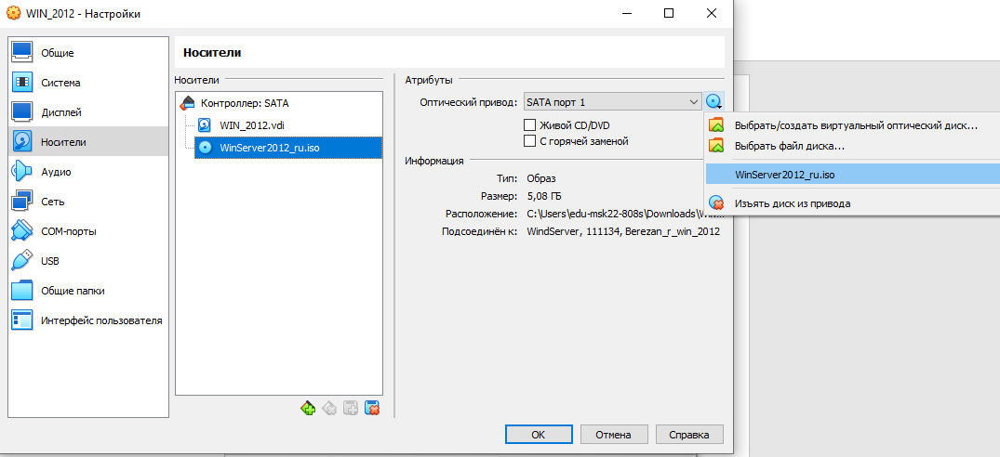 WIN_2012 - Настройки
Общие
Система
Дисплей
Носители
Аудио
Сеть
COM-порты
USB
Общие папки
Интерфейс пользователя
Носители
Носители
Контроллер: SATA
WIN_2012.vdi
WinServer2012_ru.iso
Атрибуты
Оптический привод: SATA порт 1
Живой CD/DVD
С горячей заменой
Информация
Тип: Образ
Размер: 5,08 ГБ
Расположение: C:\Users\edu-msk22-808s\Downloads\Win...
Подсоединён к: WindServer, 111134, Berezan_r_win_2012
Выбрать/создать виртуальный оптический диск...
Выбрать файл диска...
WinServer2012_ru.iso
Изъять диск из привода
OK
Отмена
Справка